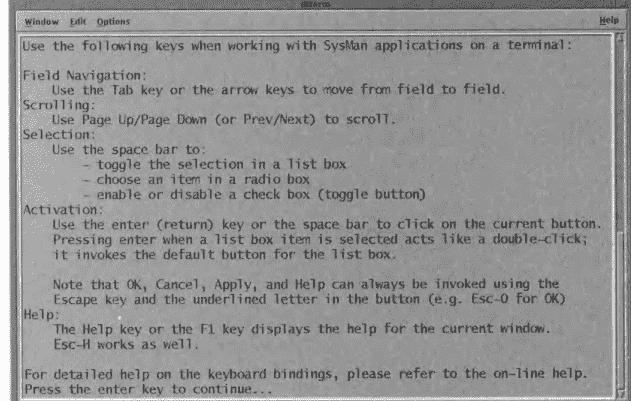 dxterm
Window Edit Options Help
Use the following keys when working with SysMan applications on a terminal:
Field Navigation:
Use the Tab key or the arrow keys to move from field to field.
Scrolling:
Use Page Up/Page Down (or Prev/Next) to scroll.
Selection:
Use the space bar to:
- toggle the selection in a list box
- choose an item in a radio box
- enable or disable a check box (toggle button)
Activation:
Use the enter (return) key or the space bar to click on the current button.
Pressing enter when a list box item is selected acts like a double-click;
it invokes the default button for the list box.
Note that OK, Cancel, Apply, and Help can always be invoked using the
Escape key and the underlined letter in the button (e.g. Esc-O for OK)
Help:
The Help key or the F1 key displays the help for the current window.
Esc-H works as well.
For detailed help on the keyboard bindings, please refer to the on-line help.
Press the enter key to continue...